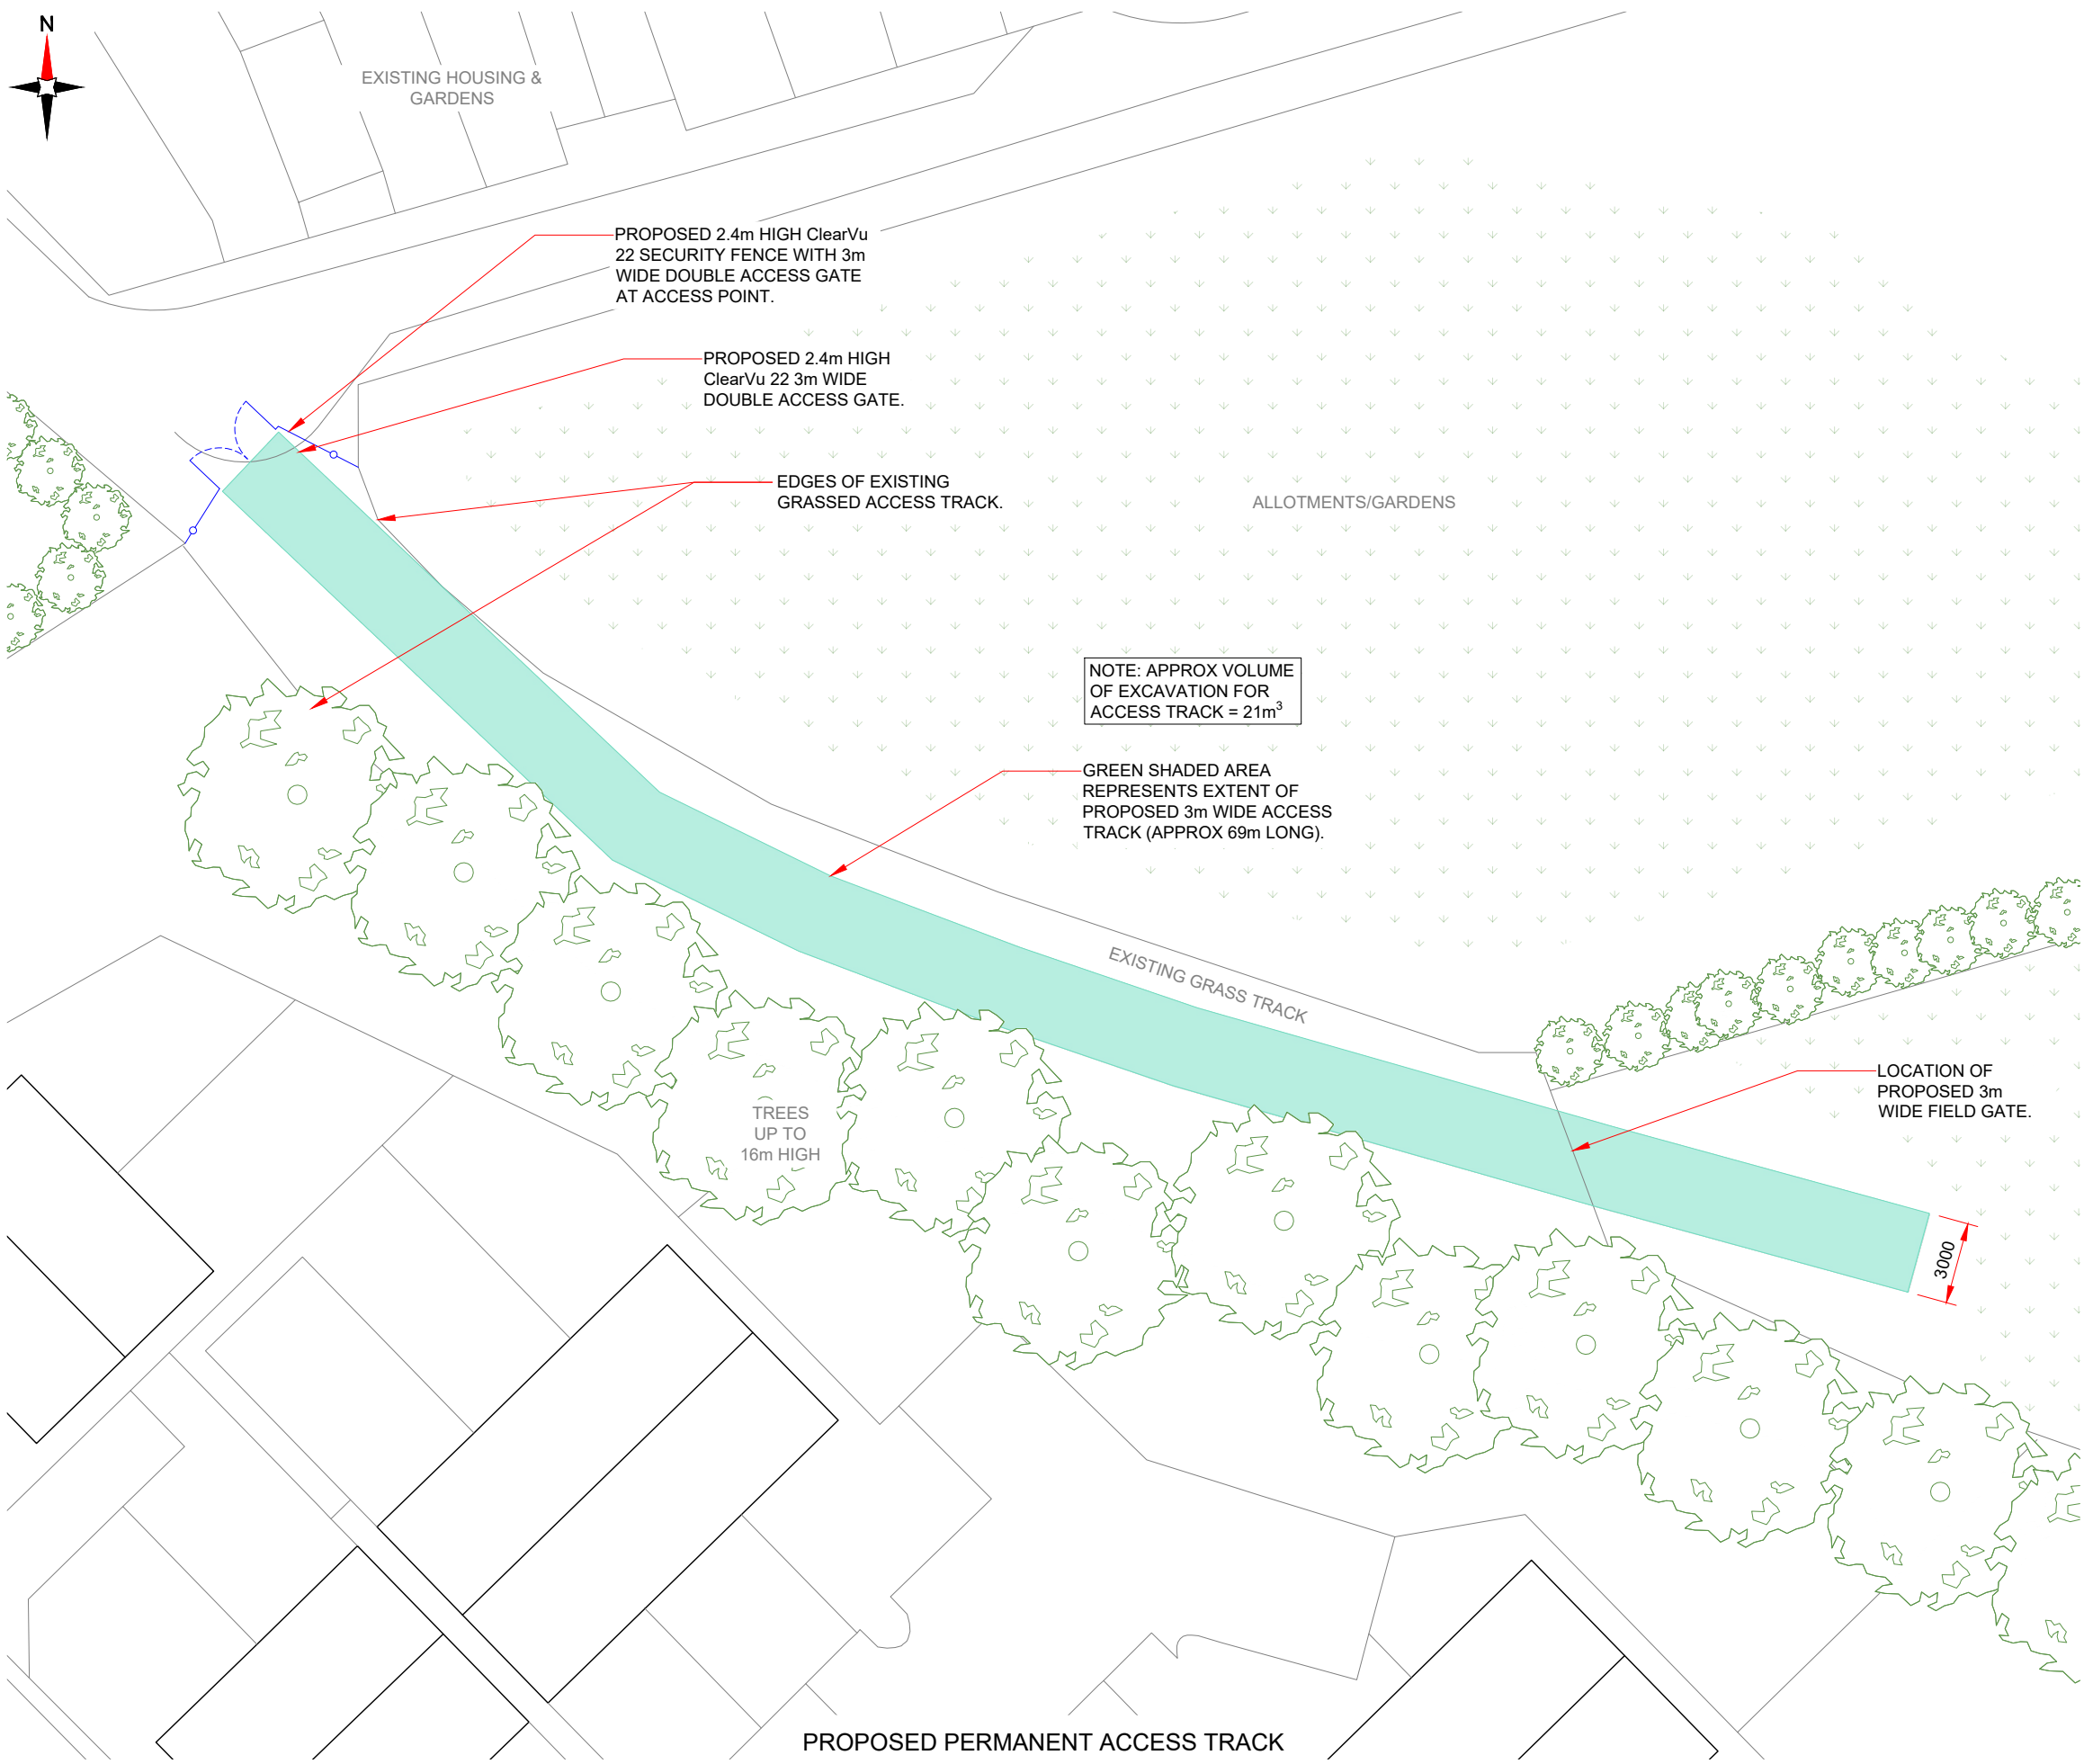 N
EXISTING HOUSING &
GARDENS
PROPOSED 2.4m HIGH ClearVu
22 SECURITY FENCE WITH 3m
WIDE DOUBLE ACCESS GATE
AT ACCESS POINT.
PROPOSED 2.4m HIGH
ClearVu 22 3m WIDE
DOUBLE ACCESS GATE.
EDGES OF EXISTING
GRASSED ACCESS TRACK.
ALLOTMENTS/GARDENS
NOTE: APPROX VOLUME
OF EXCAVATION FOR
ACCESS TRACK = 21m³
GREEN SHADED AREA
REPRESENTS EXTENT OF
PROPOSED 3m WIDE ACCESS
TRACK (APPROX 69m LONG).
EXISTING GRASS TRACK
LOCATION OF
PROPOSED 3m
WIDE FIELD GATE.
TREES
UP TO
16m HIGH
3000
PROPOSED PERMANENT ACCESS TRACK